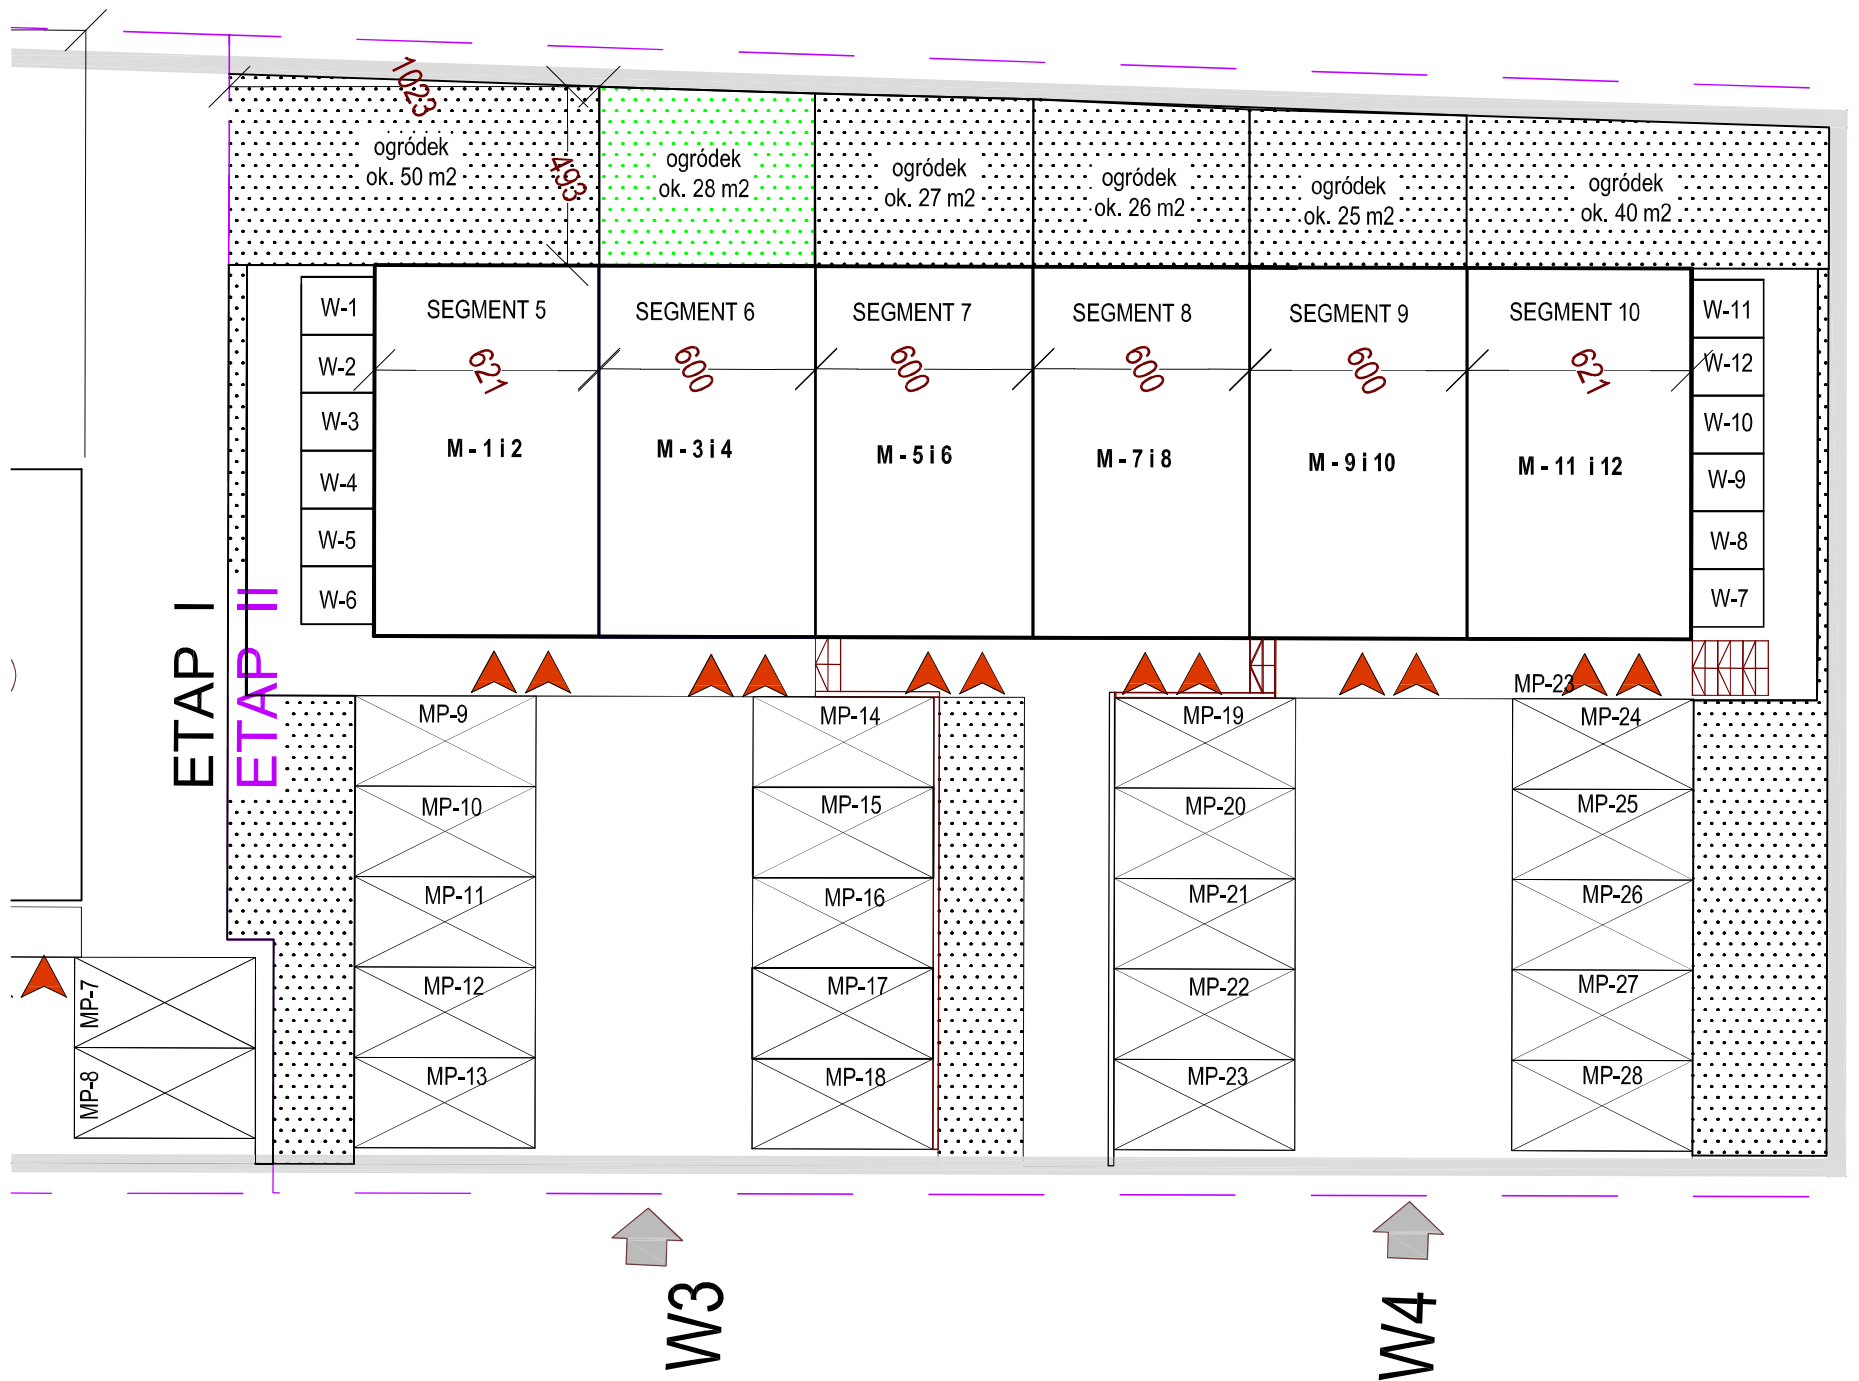 1023
ogródek
ok. 50 m2
493
ogródek
ok. 28 m2
ogródek
ok. 27 m2
ogródek
ok. 26 m2
ogródek
ok. 25 m2
ogródek
ok. 40 m2
W-1
W-2
W-3
W-4
W-5
W-6
SEGMENT 5
621
M - 1 i 2
SEGMENT 6
600
M - 3 i 4
SEGMENT 7
600
M - 5 i 6
SEGMENT 8
600
M - 7 i 8
SEGMENT 9
600
M - 9 i 10
SEGMENT 10
621
M - 11 i 12
W-11
W-12
W-10
W-9
W-8
W-7
ETAP I
ETAP II
MP-7
MP-8
MP-9
MP-10
MP-11
MP-12
MP-13
MP-14
MP-15
MP-16
MP-17
MP-18
MP-19
MP-20
MP-21
MP-22
MP-23
MP-23
MP-24
MP-25
MP-26
MP-27
MP-28
W3
W4